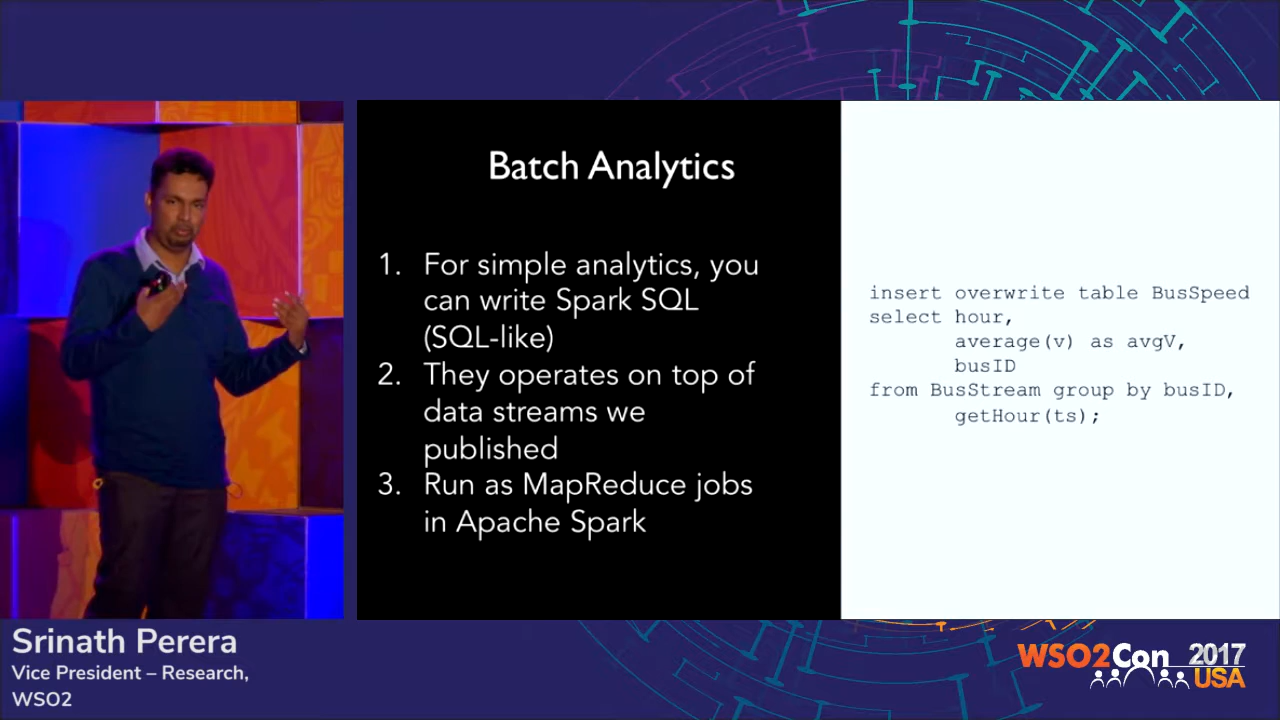 Batch Analytics
1. For simple analytics, you
can write Spark SQL
(SQL-like)
2. They operates on top of
data streams we
published
3. Run as MapReduce jobs
in Apache Spark
insert overwrite table BusSpeed
select hour,
average(v) as avgV,
busID
from BusStream group by busID,
getHour(ts);
Srinath Perera
Vice President – Research,
WSO2
WSO2Con 2017
USA